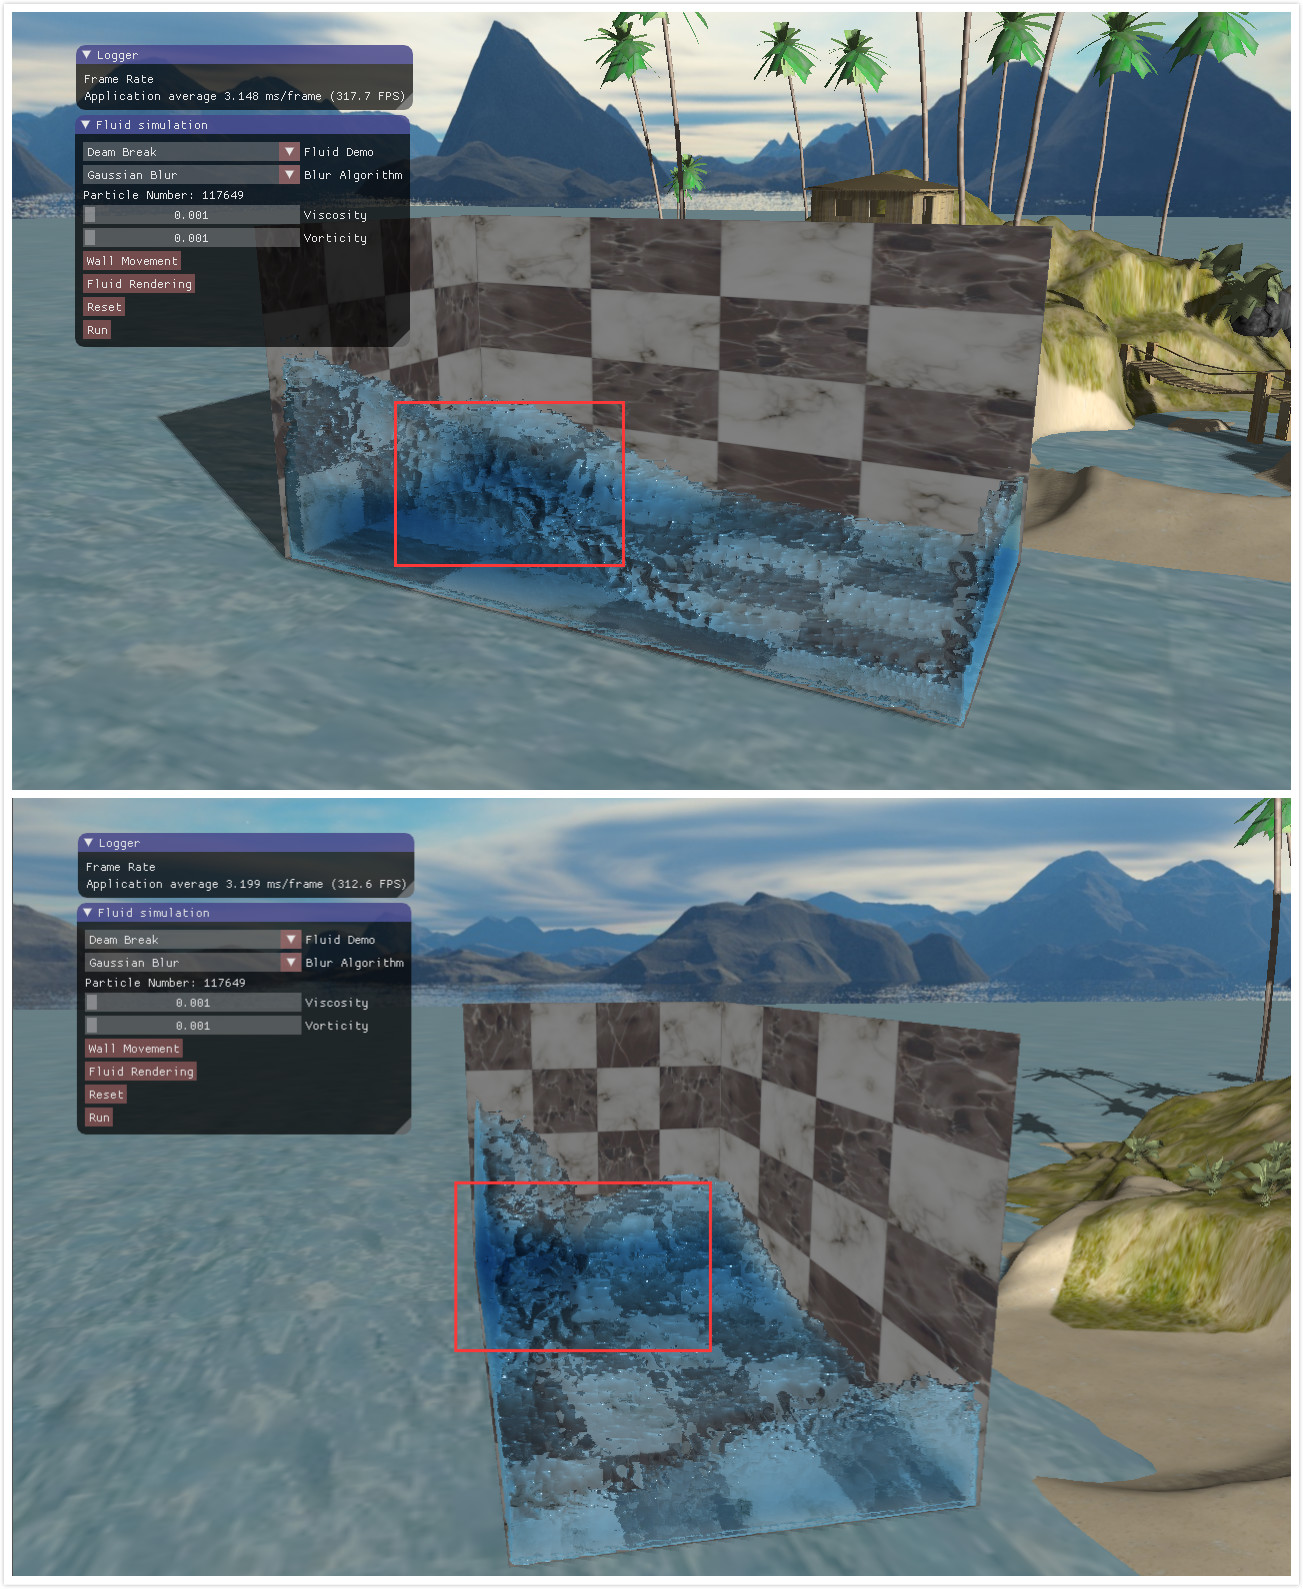 Logger
Frame Rate
Application average 3.148 ms/frame (317.7 FPS)
Fluid simulation
Deam Break Fluid Demo
Gaussian Blur Blur Algorithm
Particle Number: 117649
0.001 Viscosity
0.001 Vorticity
Wall Movement
Fluid Rendering
Reset
Run
Logger
Frame Rate
Application average 3.199 ms/frame (312.6 FPS)
Fluid simulation
Deam Break Fluid Demo
Gaussian Blur Blur Algorithm
Particle Number: 117649
0.001 Viscosity
0.001 Vorticity
Wall Movement
Fluid Rendering
Reset
Run